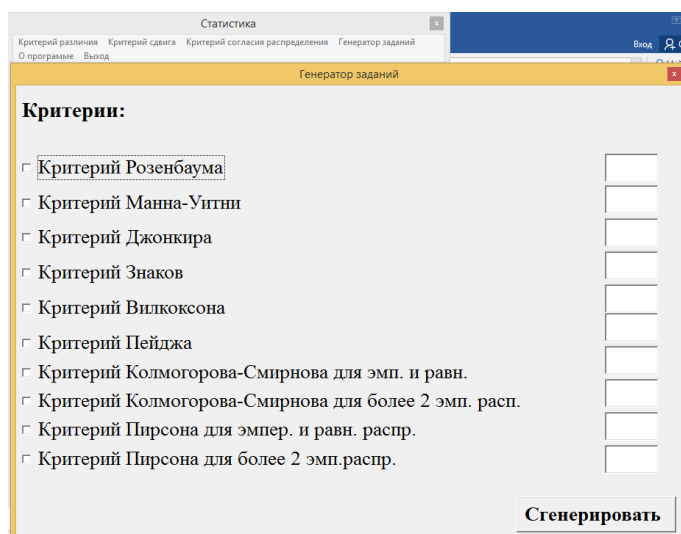 Статистика
x
Критерий различия Критерий сдвига Критерий согласия распределения Генератор заданий
О программе Выход
Вход
Генератор заданий
x
Критерии:
Критерий Розенбаума
Критерий Манна-Уитни
Критерий Джонкира
Критерий Знаков
Критерий Вилкоксона
Критерий Пейджа
Критерий Колмогорова-Смирнова для эмп. и равн.
Критерий Колмогорова-Смирнова для более 2 эмп. расп.
Критерий Пирсона для эмпер. и равн. распр.
Критерий Пирсона для более 2 эмп.распр.
Сгенерировать